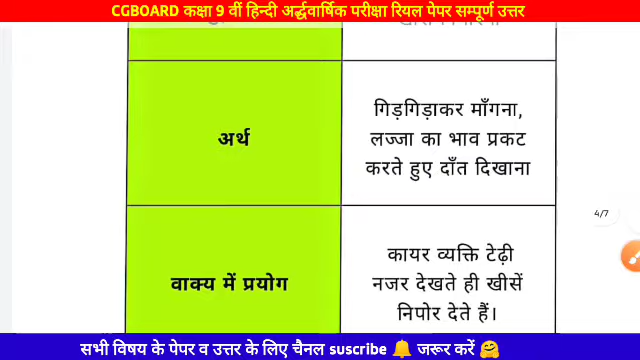 CGBOARD कक्षा 9 वीं हिन्दी अर्द्धवार्षिक परीक्षा रियल पेपर सम्पूर्ण उत्तर
अर्थ
गिड़गिड़ाकर माँगना,
लज्जा का भाव प्रकट
करते हुए दाँत दिखाना
4/7
वाक्य में प्रयोग
कायर व्यक्ति टेढ़ी
नजर देखते ही खीसें
निपोर देते हैं।
सभी विषय के पेपर व उत्तर के लिए चैनल suscribe 🔔 जरूर करें 🤗